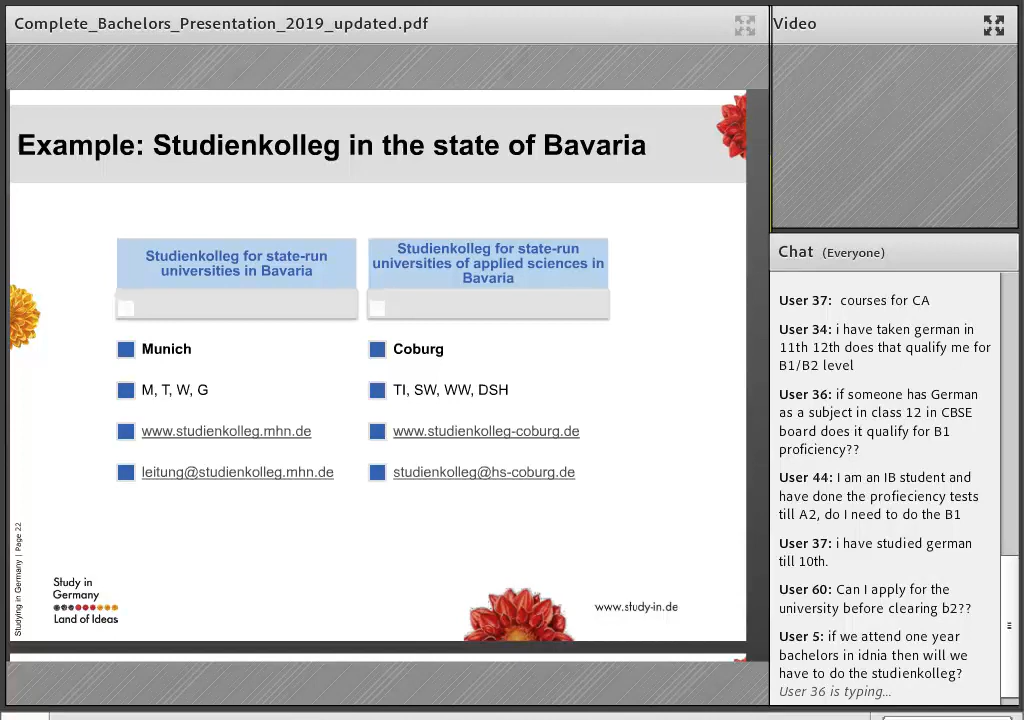 Complete_Bachelors_Presentation_2019_updated.pdf
Example: Studienkolleg in the state of Bavaria
Studienkolleg for state-run
universities in Bavaria
Munich
M, T, W, G
www.studienkolleg.mhn.de
leitung@studienkolleg.mhn.de
Studienkolleg for state-run
universities of applied sciences in
Bavaria
Coburg
TI, SW, WW, DSH
www.studienkolleg-coburg.de
studienkolleg@hs-coburg.de
Studying in Germany | Page 22
Study in
Germany
Land of Ideas
www.study-in.de
Video
Chat (Everyone)
User 37: courses for CA
User 34: i have taken german in
11th 12th does that qualify me for
B1/B2 level
User 36: if someone has German
as a subject in class 12 in CBSE
board does it qualify for B1
proficiency??
User 44: I am an IB student and
have done the profieciency tests
till A2, do I need to do the B1
User 37: i have studied german
till 10th.
User 60: Can I apply for the
university before clearing b2??
User 5: if we attend one year
bachelors in idnia then will we
have to do the studienkolleg?
User 36 is typing...